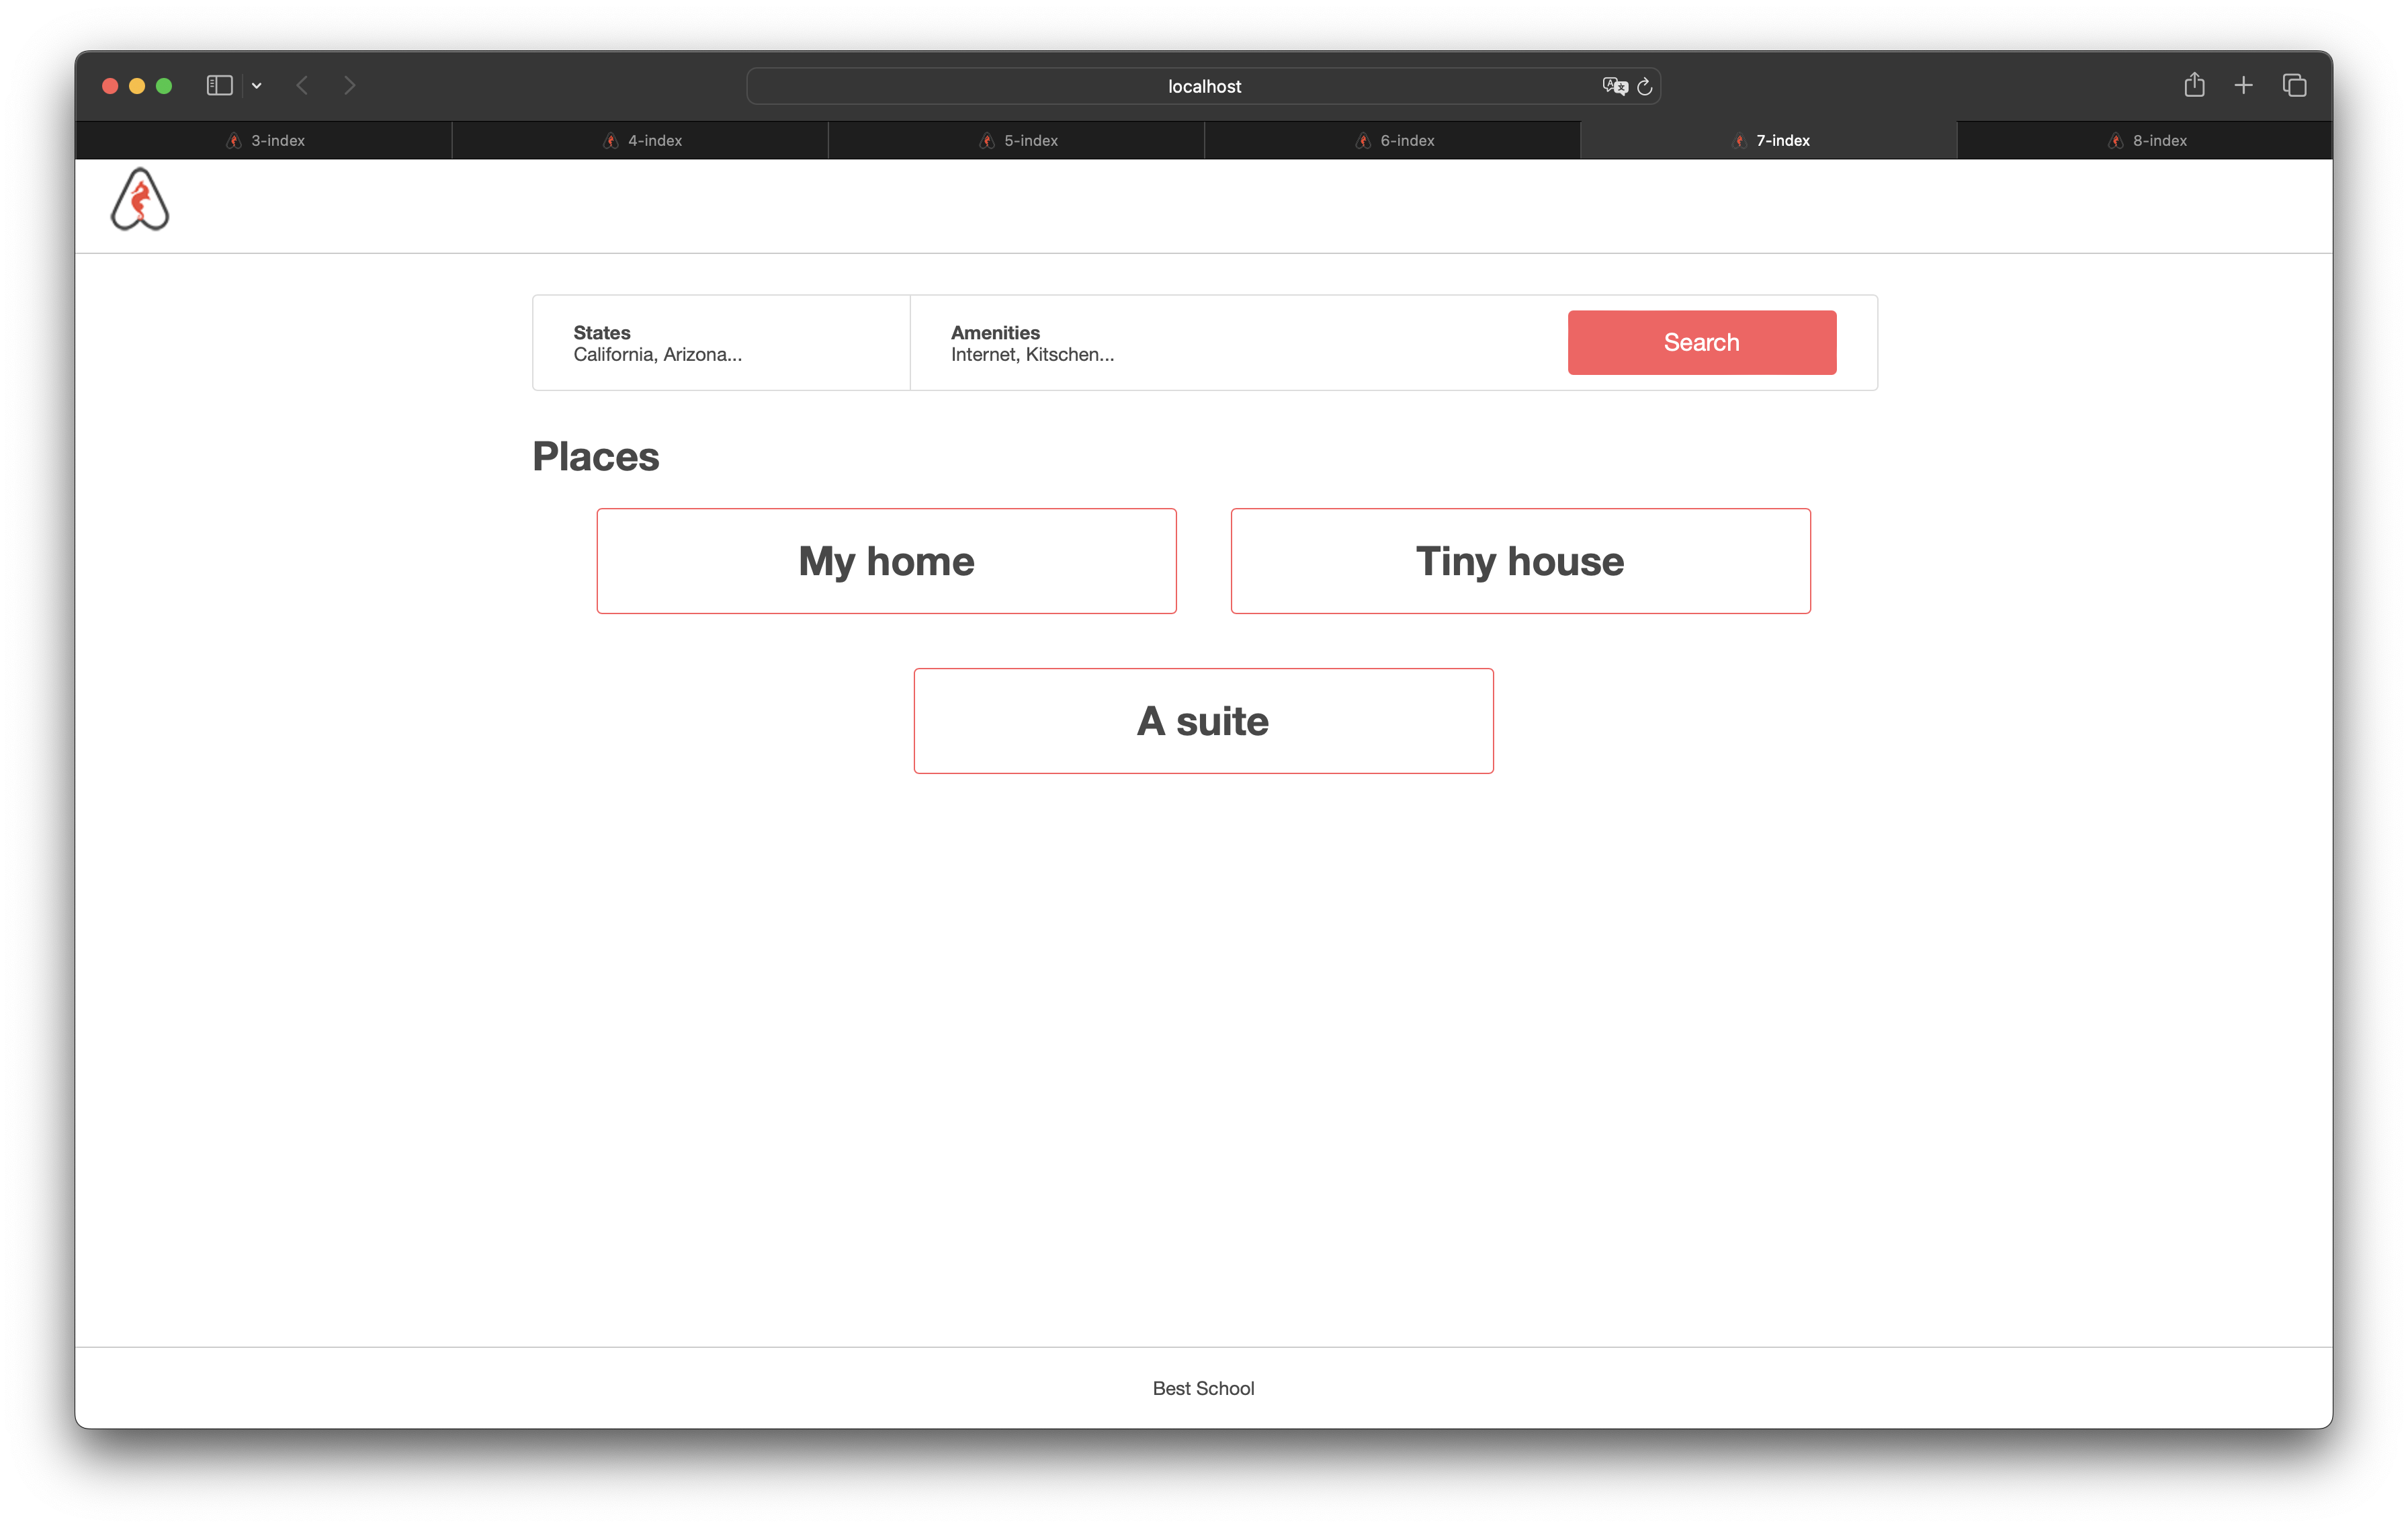 localhost
3-index
4-index
5-index
6-index
7-index
8-index
States
California, Arizona...
Amenities
Internet, Kitschen...
Search
Places
My home
Tiny house
A suite
Best School